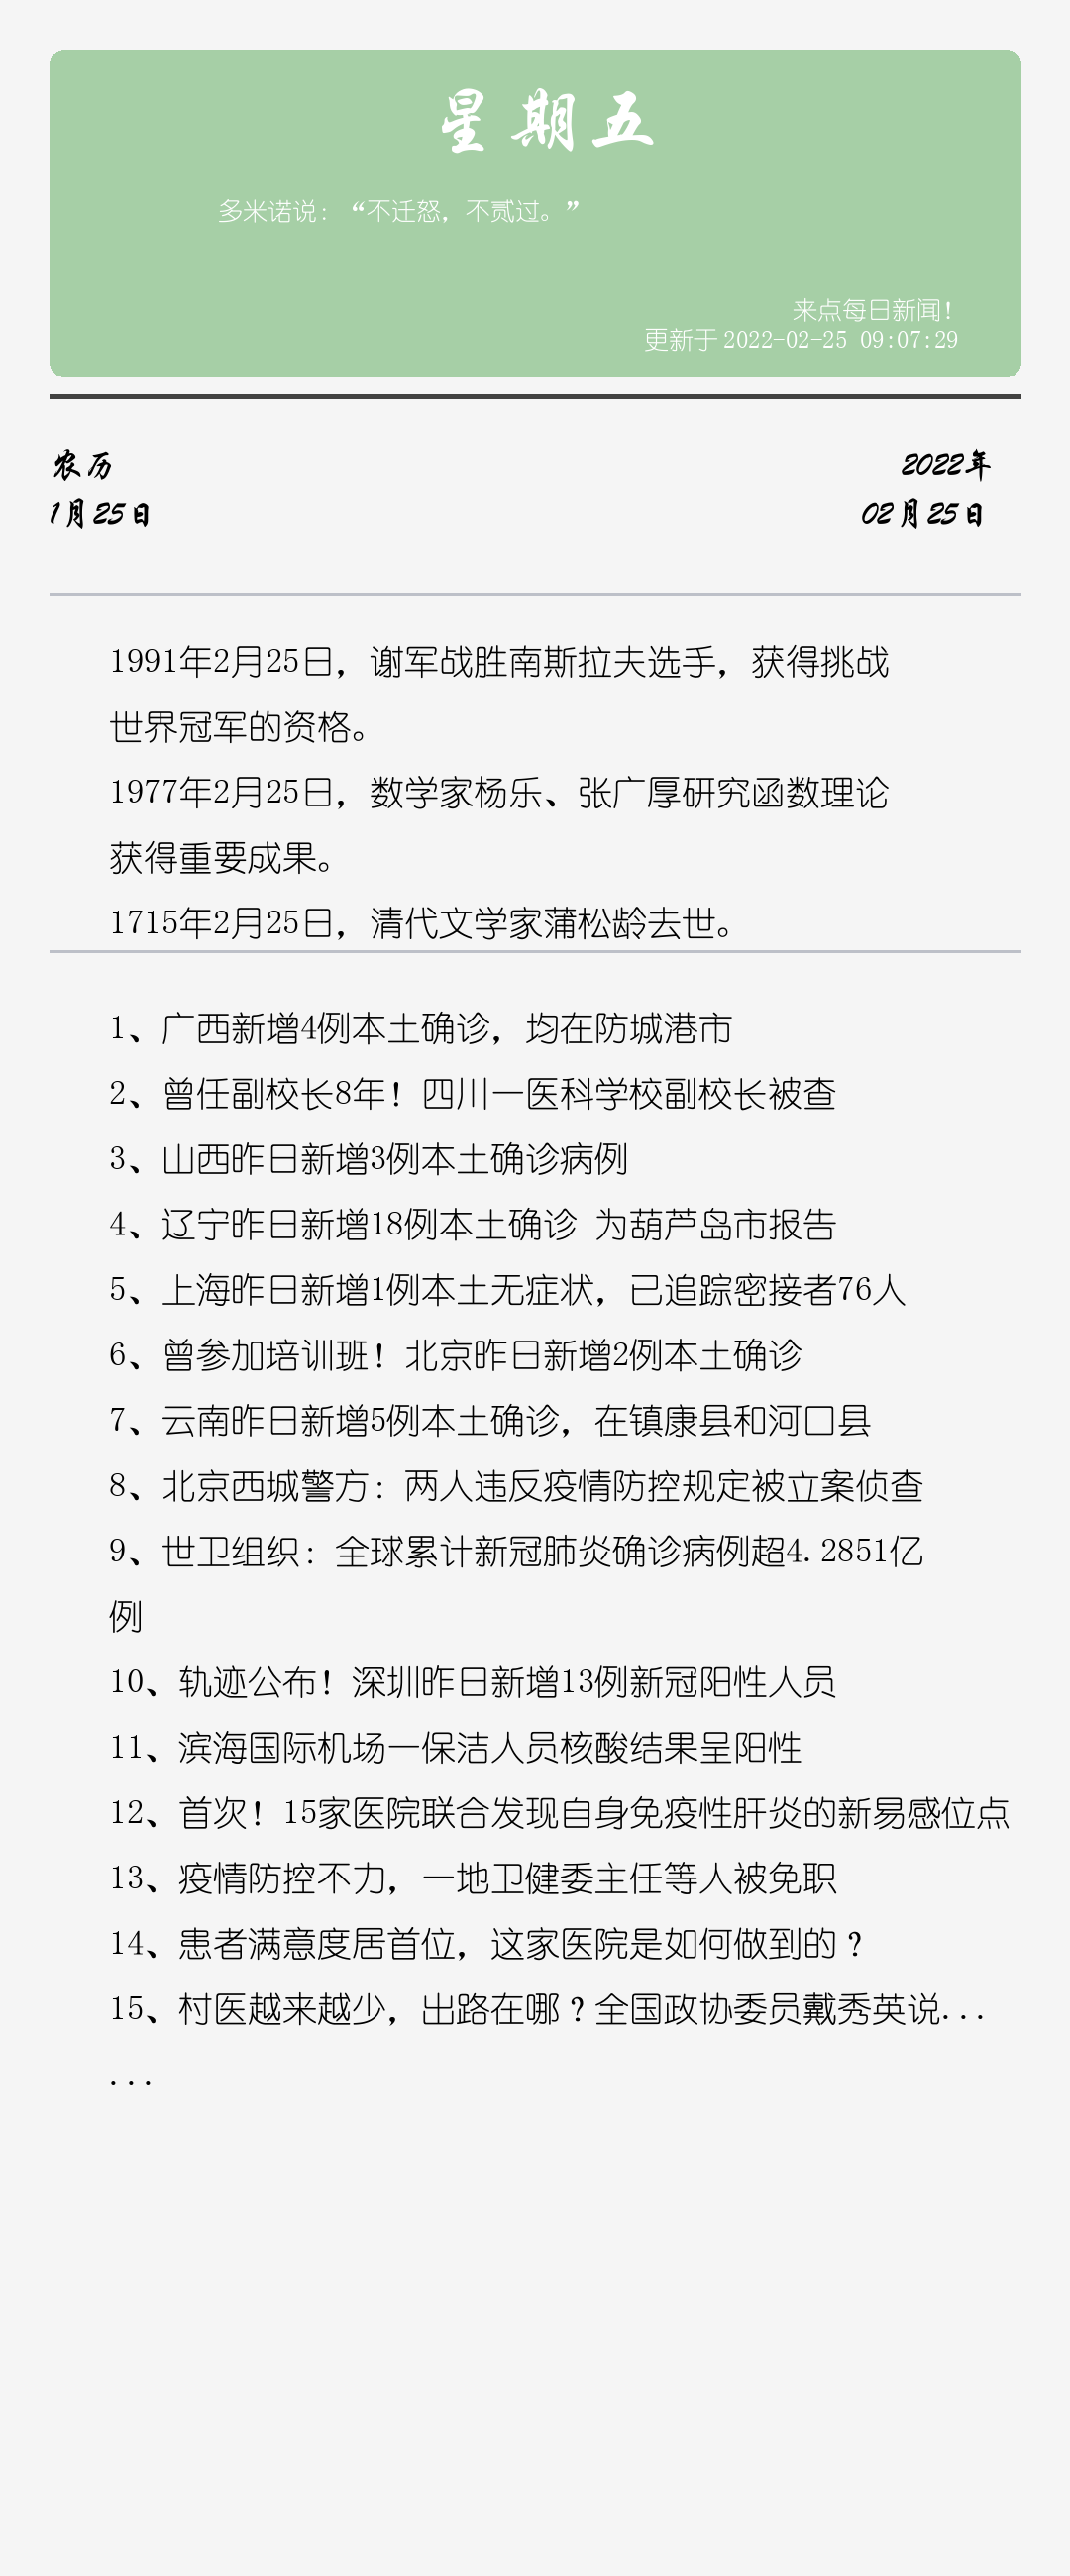 星期五
多米诺说：“不迁怒，不贰过。”
来点每日新闻！
更新于 2022-02-25 09:07:29
农历
2022年
1月25日
02月25日
1991年2月25日，谢军战胜南斯拉夫选手，获得挑战
世界冠军的资格。
1977年2月25日，数学家杨乐、张广厚研究函数理论
获得重要成果。
1715年2月25日，清代文学家蒲松龄去世。
1、广西新增4例本土确诊，均在防城港市
2、曾任副校长8年！四川一医科学校副校长被查
3、山西昨日新增3例本土确诊病例
4、辽宁昨日新增18例本土确诊 为葫芦岛市报告
5、上海昨日新增1例本土无症状，已追踪密接者76人
6、曾参加培训班！北京昨日新增2例本土确诊
7、云南昨日新增5例本土确诊，在镇康县和河口县
8、北京西城警方：两人违反疫情防控规定被立案侦查
9、世卫组织：全球累计新冠肺炎确诊病例超4.2851亿
例
10、轨迹公布！深圳昨日新增13例新冠阳性人员
11、滨海国际机场一保洁人员核酸结果呈阳性
12、首次！15家医院联合发现自身免疫性肝炎的新易感位点
13、疫情防控不力，一地卫健委主任等人被免职
14、患者满意度居首位，这家医院是如何做到的？
15、村医越来越少，出路在哪？全国政协委员戴秀英说...
...